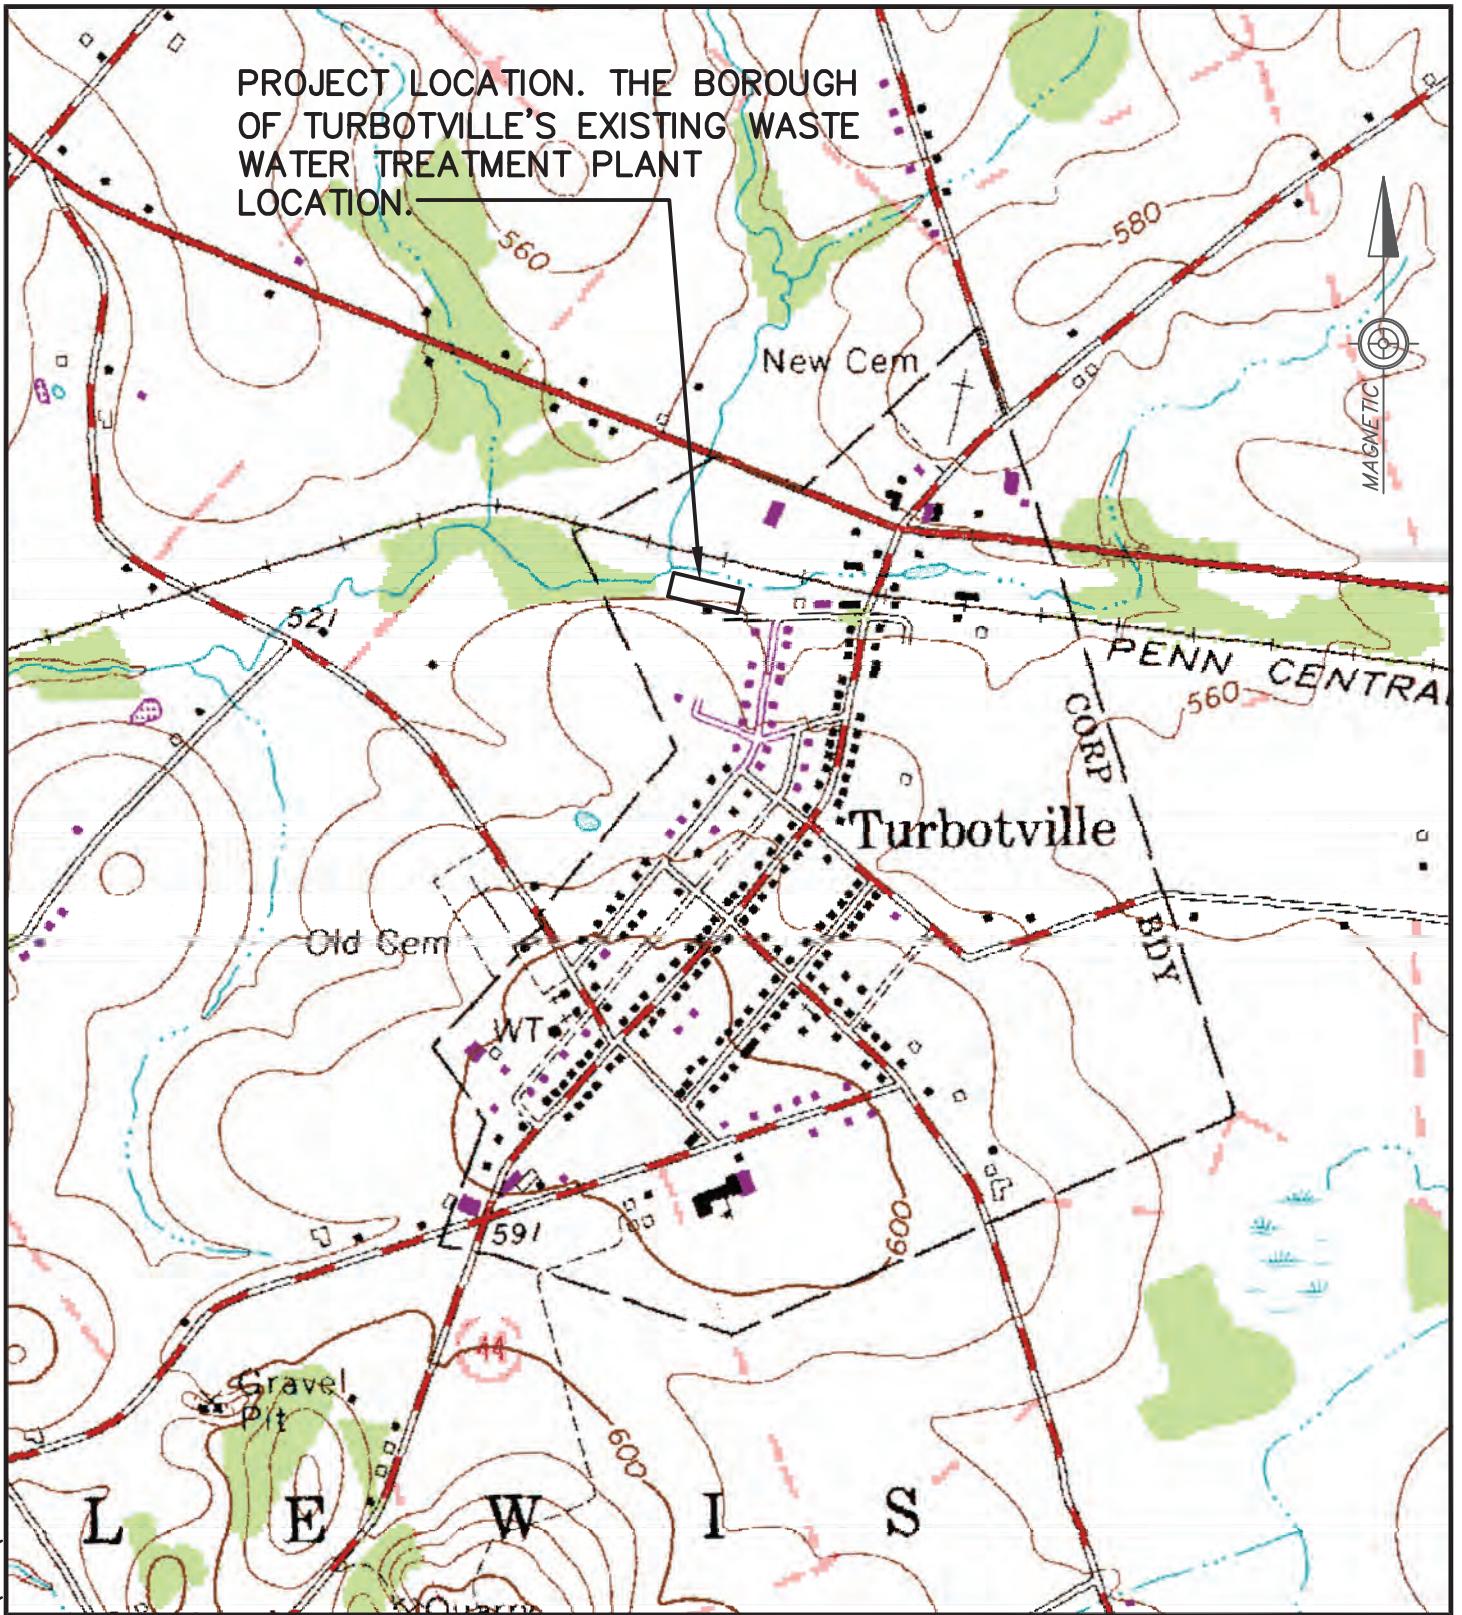 PROJECT LOCATION. THE BOROUGH
OF TURBOTVILLE'S EXISTING WASTE
WATER TREATMENT PLANT
LOCATION.
560
580
New Cem
MAGNETIC
521
PENN CENTRAL
560
CORP
Turbotville
Old Cem
BDY
WT
591
600
44
Gravel
Pit
600
L E W I S
Quarry